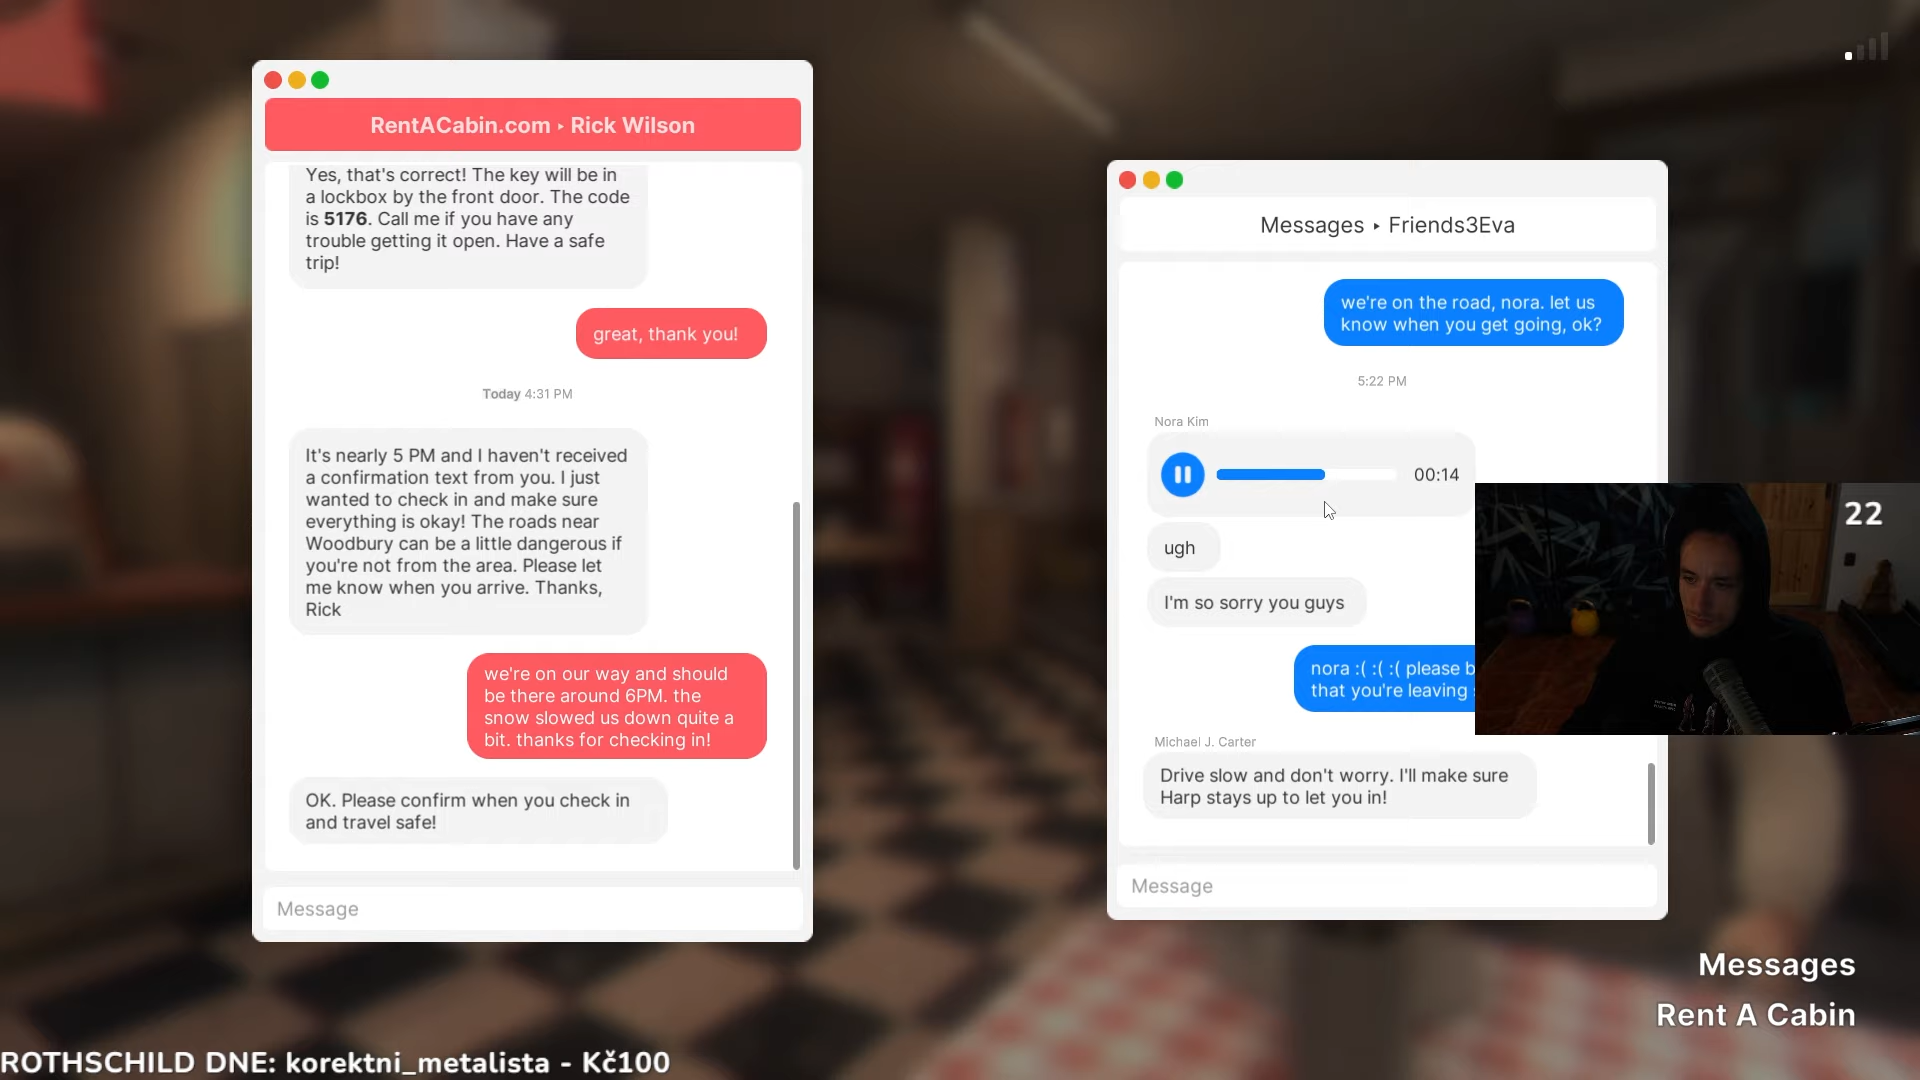 RentACabin.com ▸ Rick Wilson
Yes, that's correct! The key will be in
a lockbox by the front door. The code
is 5176. Call me if you have any
trouble getting it open. Have a safe
trip!
great, thank you!
Today 4:31 PM
It's nearly 5 PM and I haven't received
a confirmation text from you. I just
wanted to check in and make sure
everything is okay! The roads near
Woodbury can be a little dangerous if
you're not from the area. Please let
me know when you arrive. Thanks,
Rick
we're on our way and should
be there around 6PM. the
snow slowed us down quite a
bit. thanks for checking in!
OK. Please confirm when you check in
and travel safe!
Message
Messages ▸ Friends3Eva
we're on the road, nora. let us
know when you get going, ok?
5:22 PM
Nora Kim
00:14
ugh
I'm so sorry you guys
nora :( :( :( please
that you're leaving
Michael J. Carter
Drive slow and don't worry. I'll make sure
Harp stays up to let you in!
Message
22
Messages
Rent A Cabin
ROTHSCHILD DNE: korektni_metalista - Kč100